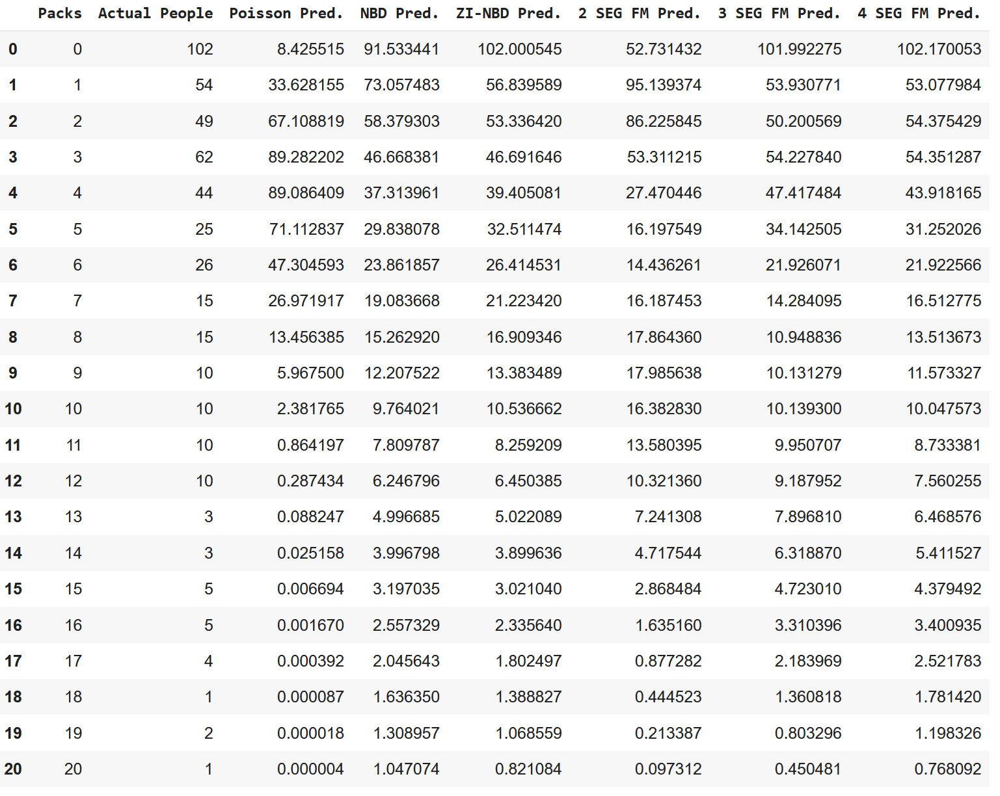 Packs Actual People Poisson Pred. NBD Pred. ZI-NBD Pred. 2 SEG FM Pred. 3 SEG FM Pred. 4 SEG FM Pred.
0 0 102 8.425515 91.533441 102.000545 52.731432 101.992275 102.170053
1 1 54 33.628155 73.057483 56.839589 95.139374 53.930771 53.077984
2 2 49 67.108819 58.379303 53.336420 86.225845 50.200569 54.375429
3 3 62 89.282202 46.668381 46.691646 53.311215 54.227840 54.351287
4 4 44 89.086409 37.313961 39.405081 27.470446 47.417484 43.918165
5 5 25 71.112837 29.838078 32.511474 16.197549 34.142505 31.252026
6 6 26 47.304593 23.861857 26.414531 14.436261 21.926071 21.922566
7 7 15 26.971917 19.083668 21.223420 16.187453 14.284095 16.512775
8 8 15 13.456385 15.262920 16.909346 17.864360 10.948836 13.513673
9 9 10 5.967500 12.207522 13.383489 17.985638 10.131279 11.573327
10 10 10 2.381765 9.764021 10.536662 16.382830 10.139300 10.047573
11 11 10 0.864197 7.809787 8.259209 13.580395 9.950707 8.733381
12 12 10 0.287434 6.246796 6.450385 10.321360 9.187952 7.560255
13 13 3 0.088247 4.996685 5.022089 7.241308 7.896810 6.468576
14 14 3 0.025158 3.996798 3.899636 4.717544 6.318870 5.411527
15 15 5 0.006694 3.197035 3.021040 2.868484 4.723010 4.379492
16 16 5 0.001670 2.557329 2.335640 1.635160 3.310396 3.400935
17 17 4 0.000392 2.045643 1.802497 0.877282 2.183969 2.521783
18 18 1 0.000087 1.636350 1.388827 0.444523 1.360818 1.781420
19 19 2 0.000018 1.308957 1.068559 0.213387 0.803296 1.198326
20 20 1 0.000004 1.047074 0.821084 0.097312 0.450481 0.768092